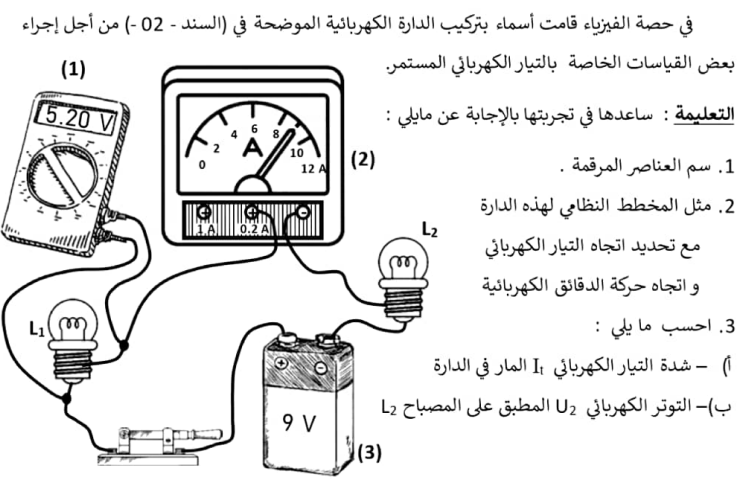 في حصة الفيزياء قامت أسماء بتركيب الدارة الكهربائية الموضحة في (السند - 02 -) من أجل إجراء
بعض القياسات الخاصة بالتيار الكهربائي المستمر.
التعليمة : ساعدها في تجربتها بالإجابة عن مايلي :
1. سم العناصر المرقمة .
2. مثل المخطط النظامي لهذه الدارة
مع تحديد اتجاه التيار الكهربائي
و اتجاه حركة الدقائق الكهربائية
3. احسب ما يلي :
أ) – شدة التيار الكهربائي It المار في الدارة
ب)– التوتر الكهربائي U2 المطبق على المصباح L2
(1)
5.20 V
(2)
0 2 4 6 8 10 12 A
A
+ + -
1 A 0.2 A
L2
L1
+ -
9 V
(3)